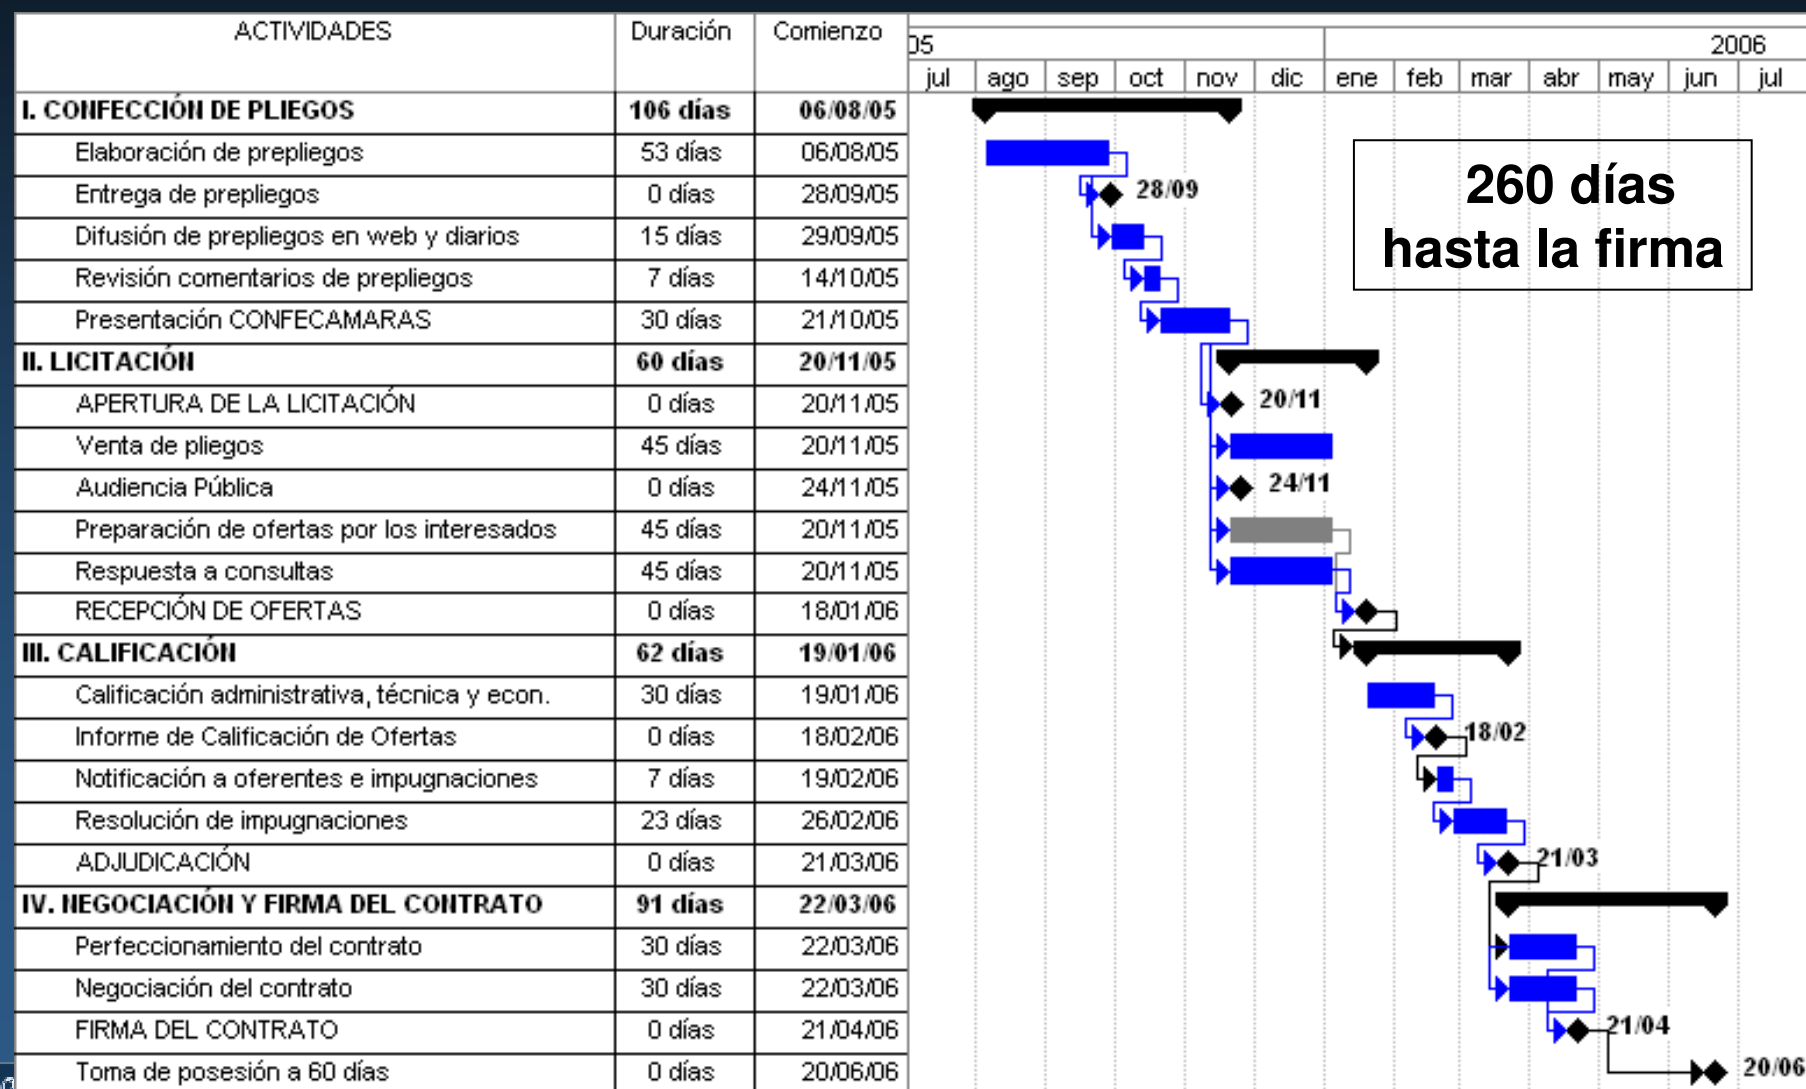 ACTIVIDADES Duración Comienzo
05 2006
jul ago sep oct nov dic ene feb mar abr may jun jul
I. CONFECCIÓN DE PLIEGOS 106 días 06/08/05
Elaboración de prepliegos 53 días 06/08/05
Entrega de prepliegos 0 días 28/09/05 28/09
Difusión de prepliegos en web y diarios 15 días 29/09/05
Revisión comentarios de prepliegos 7 días 14/10/05
Presentación CONFECAMARAS 30 días 21/10/05
260 días
hasta la firma
II. LICITACIÓN 60 días 20/11/05
APERTURA DE LA LICITACIÓN 0 días 20/11/05 20/11
Venta de pliegos 45 días 20/11/05
Audiencia Pública 0 días 24/11/05 24/11
Preparación de ofertas por los interesados 45 días 20/11/05
Respuesta a consultas 45 días 20/11/05
RECEPCIÓN DE OFERTAS 0 días 18/01/06
III. CALIFICACIÓN 62 días 19/01/06
Calificación administrativa, técnica y econ. 30 días 19/01/06
Informe de Calificación de Ofertas 0 días 18/02/06 18/02
Notificación a oferentes e impugnaciones 7 días 19/02/06
Resolución de impugnaciones 23 días 26/02/06
ADJUDICACIÓN 0 días 21/03/06 21/03
IV. NEGOCIACIÓN Y FIRMA DEL CONTRATO 91 días 22/03/06
Perfeccionamiento del contrato 30 días 22/03/06
Negociación del contrato 30 días 22/03/06
FIRMA DEL CONTRATO 0 días 21/04/06 21/04
Toma de posesión a 60 días 0 días 20/06/06 20/06